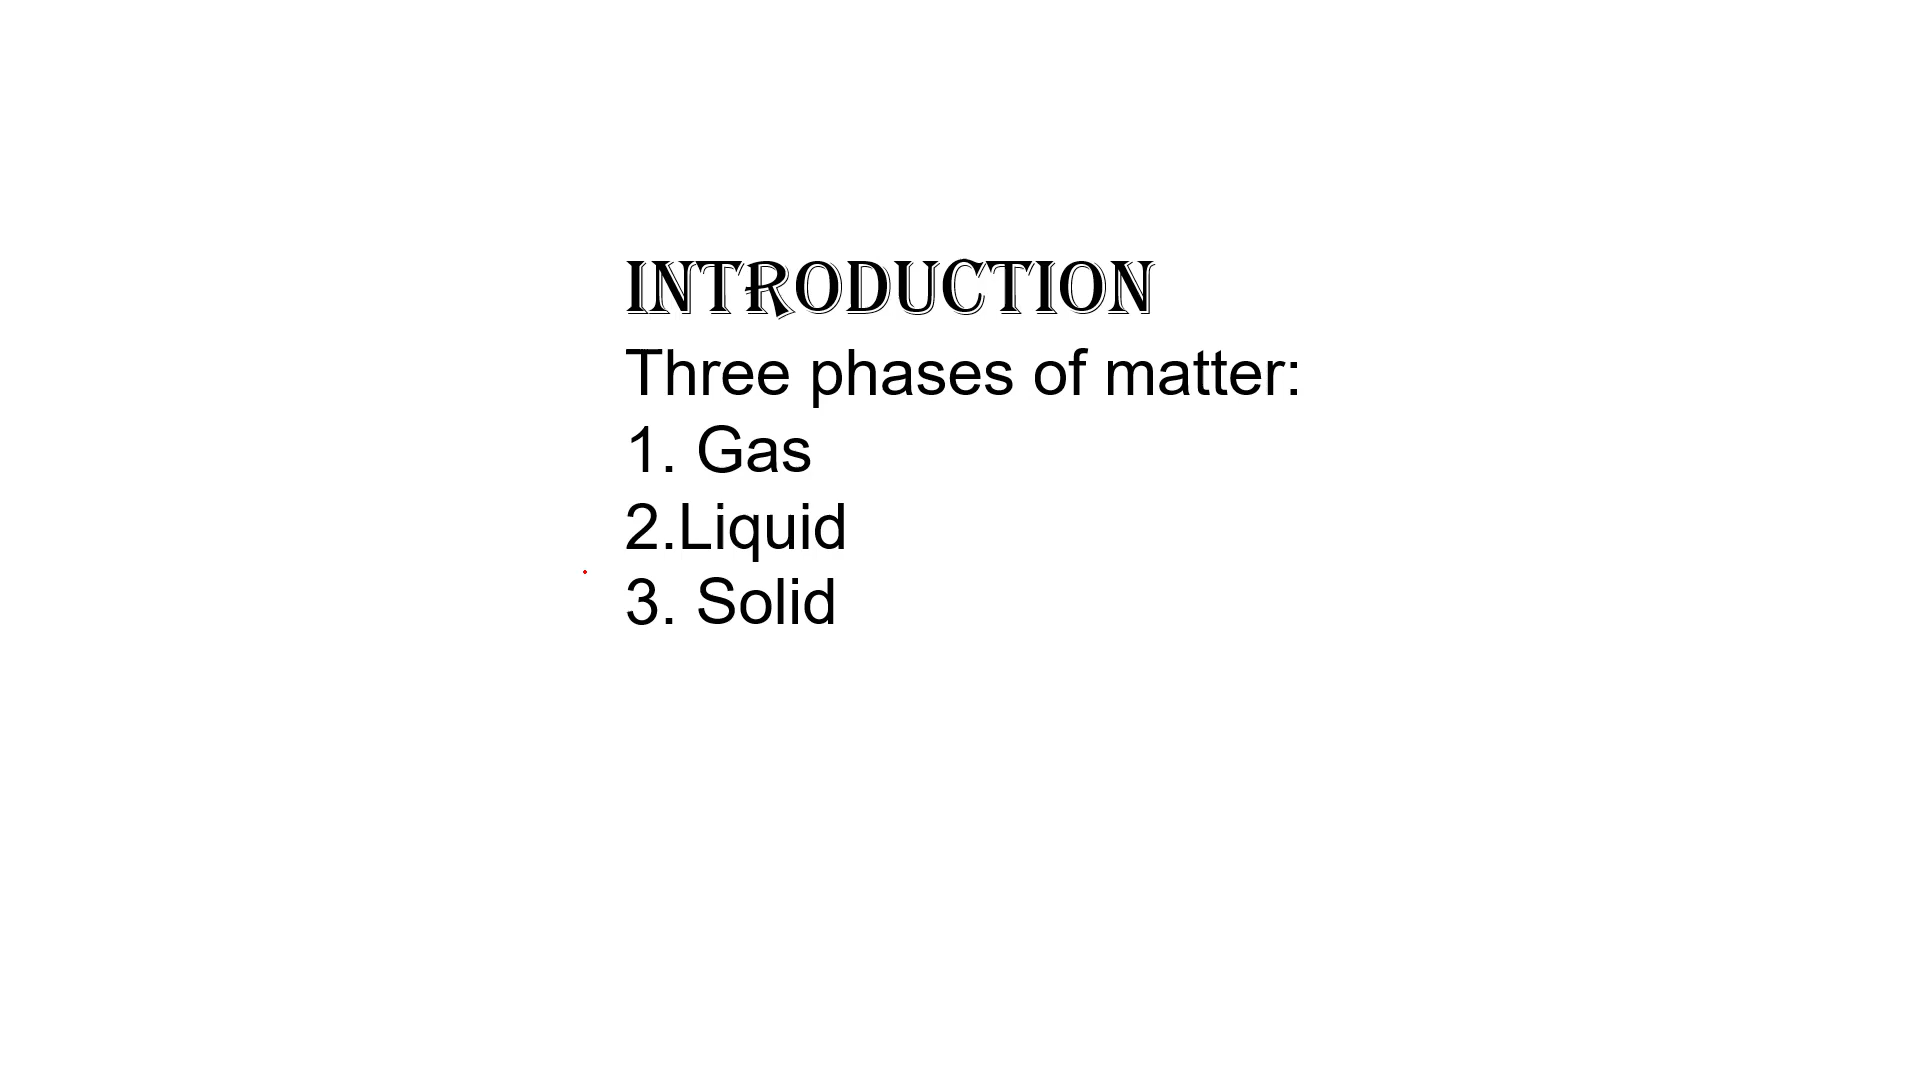 INTRODUCTION
Three phases of matter:
1. Gas
2.Liquid
3. Solid